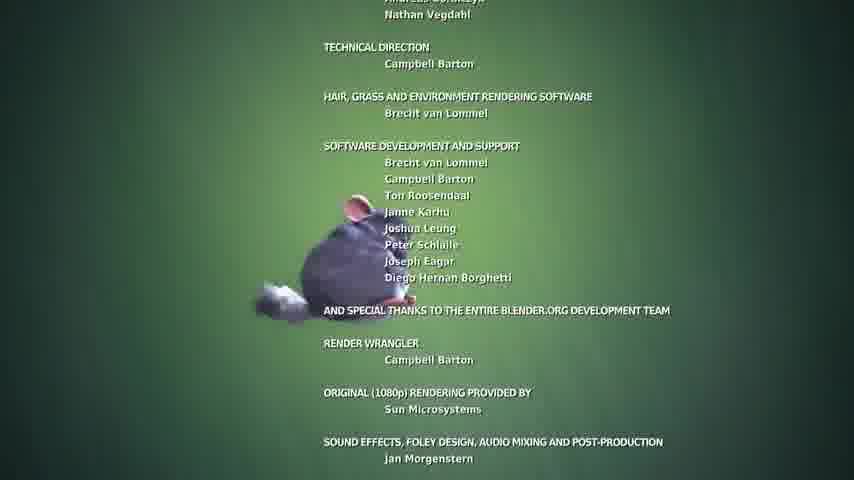 Nathan Vegdahl
TECHNICAL DIRECTION
Campbell Barton
HAIR, GRASS AND ENVIRONMENT RENDERING SOFTWARE
Brecht van Lommel
SOFTWARE DEVELOPMENT AND SUPPORT
Brecht van Lommel
Campbell Barton
Ton Roosendaal
Janne Karhu
Joshua Leung
Peter Schlaile
Joseph Eagar
Diego Hernan Borghetti
AND SPECIAL THANKS TO THE ENTIRE BLENDER.ORG DEVELOPMENT TEAM
RENDER WRANGLER
Campbell Barton
ORIGINAL (1080p) RENDERING PROVIDED BY
Sun Microsystems
SOUND EFFECTS, FOLEY DESIGN, AUDIO MIXING AND POST-PRODUCTION
Jan Morgenstern